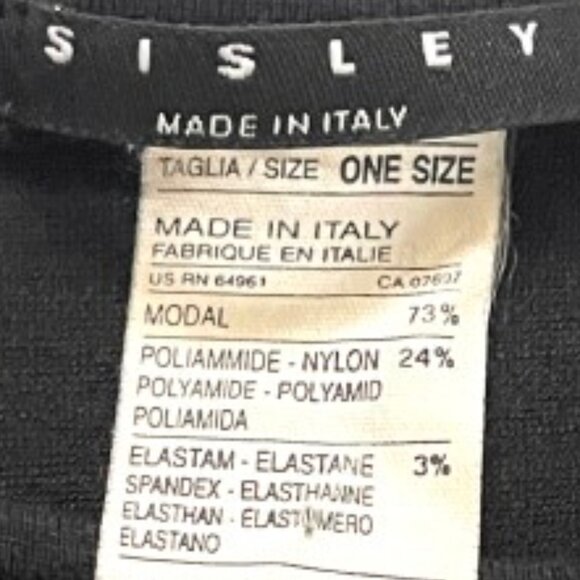 SISLEY
MADE IN ITALY
TAGLIA / SIZE ONE SIZE
MADE IN ITALY
FABRIQUE EN ITALIE
US RN 64961 CA
MODAL 73%
POLIAMMIDE - NYLON 24%
POLYAMIDE - POLYAMID
POLIAMIDA
ELASTAM - ELASTANE 3%
SPANDEX - ELASTHANNE
ELASTHAN - ELASTOMERO
ELASTANO